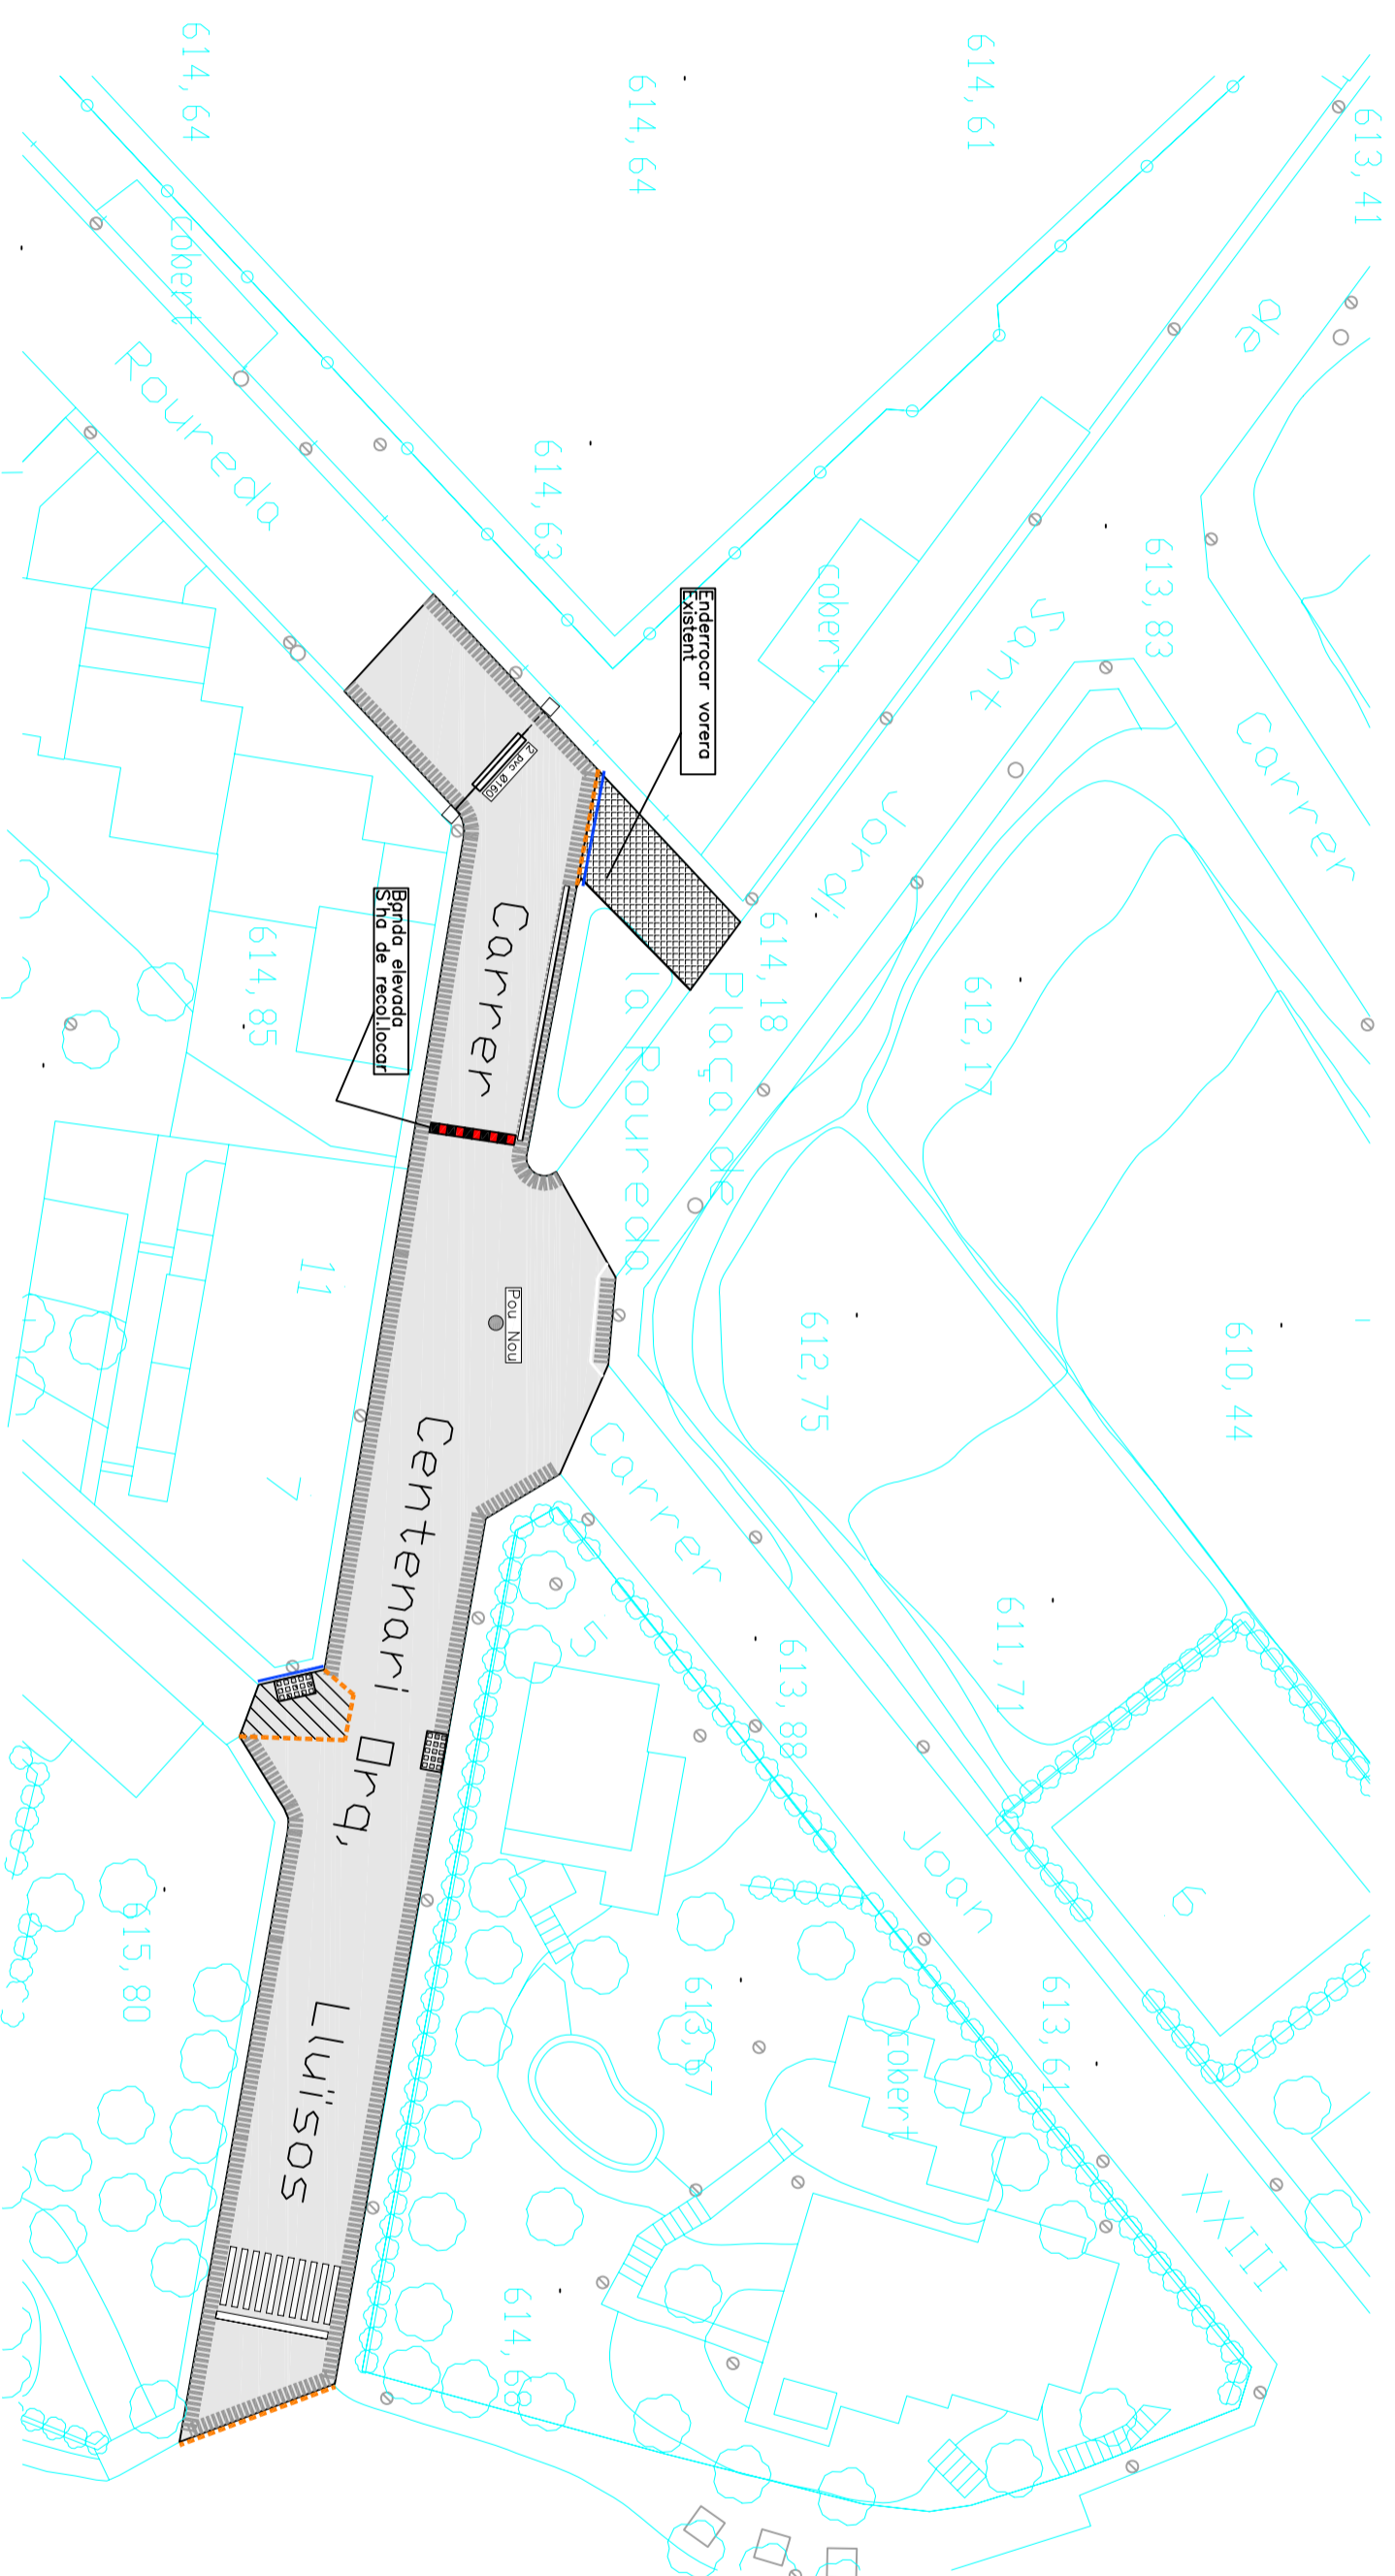 613,41
614,61
614,64
614,64
de
Sant
Jordi
Carrer
613,83
Cobert
Rovreda
614,63
Cobert
Enderrocar vorera
Existent
2 pvc Ø160
614,18
612,17
Plaça de
la Roureda
614,85
Banda elevada
S'ha de recol.locar
Carrer
Centenari Orq,
Lluïsos
Pou Nou
11
7
612,75
610,44
Carrer
Joan
XXIII
5
6
611,71
613,88
613,61
613,67
Cobert
615,80
614,68